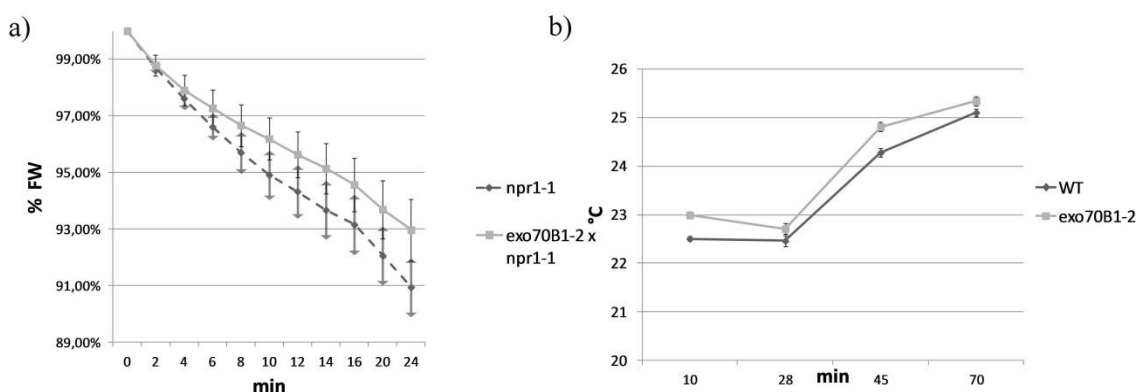 a)
99,00%
97,00%
95,00%
93,00%
91,00%
89,00%
% FW
0 2 4 6 8 10 12 14 16 20 24
min
npr1-1
exo70B1-2 x
npr1-1
b)
26
25
24
23
22
21
20
°C
10 28 45 70
min
WT
exo70B1-2